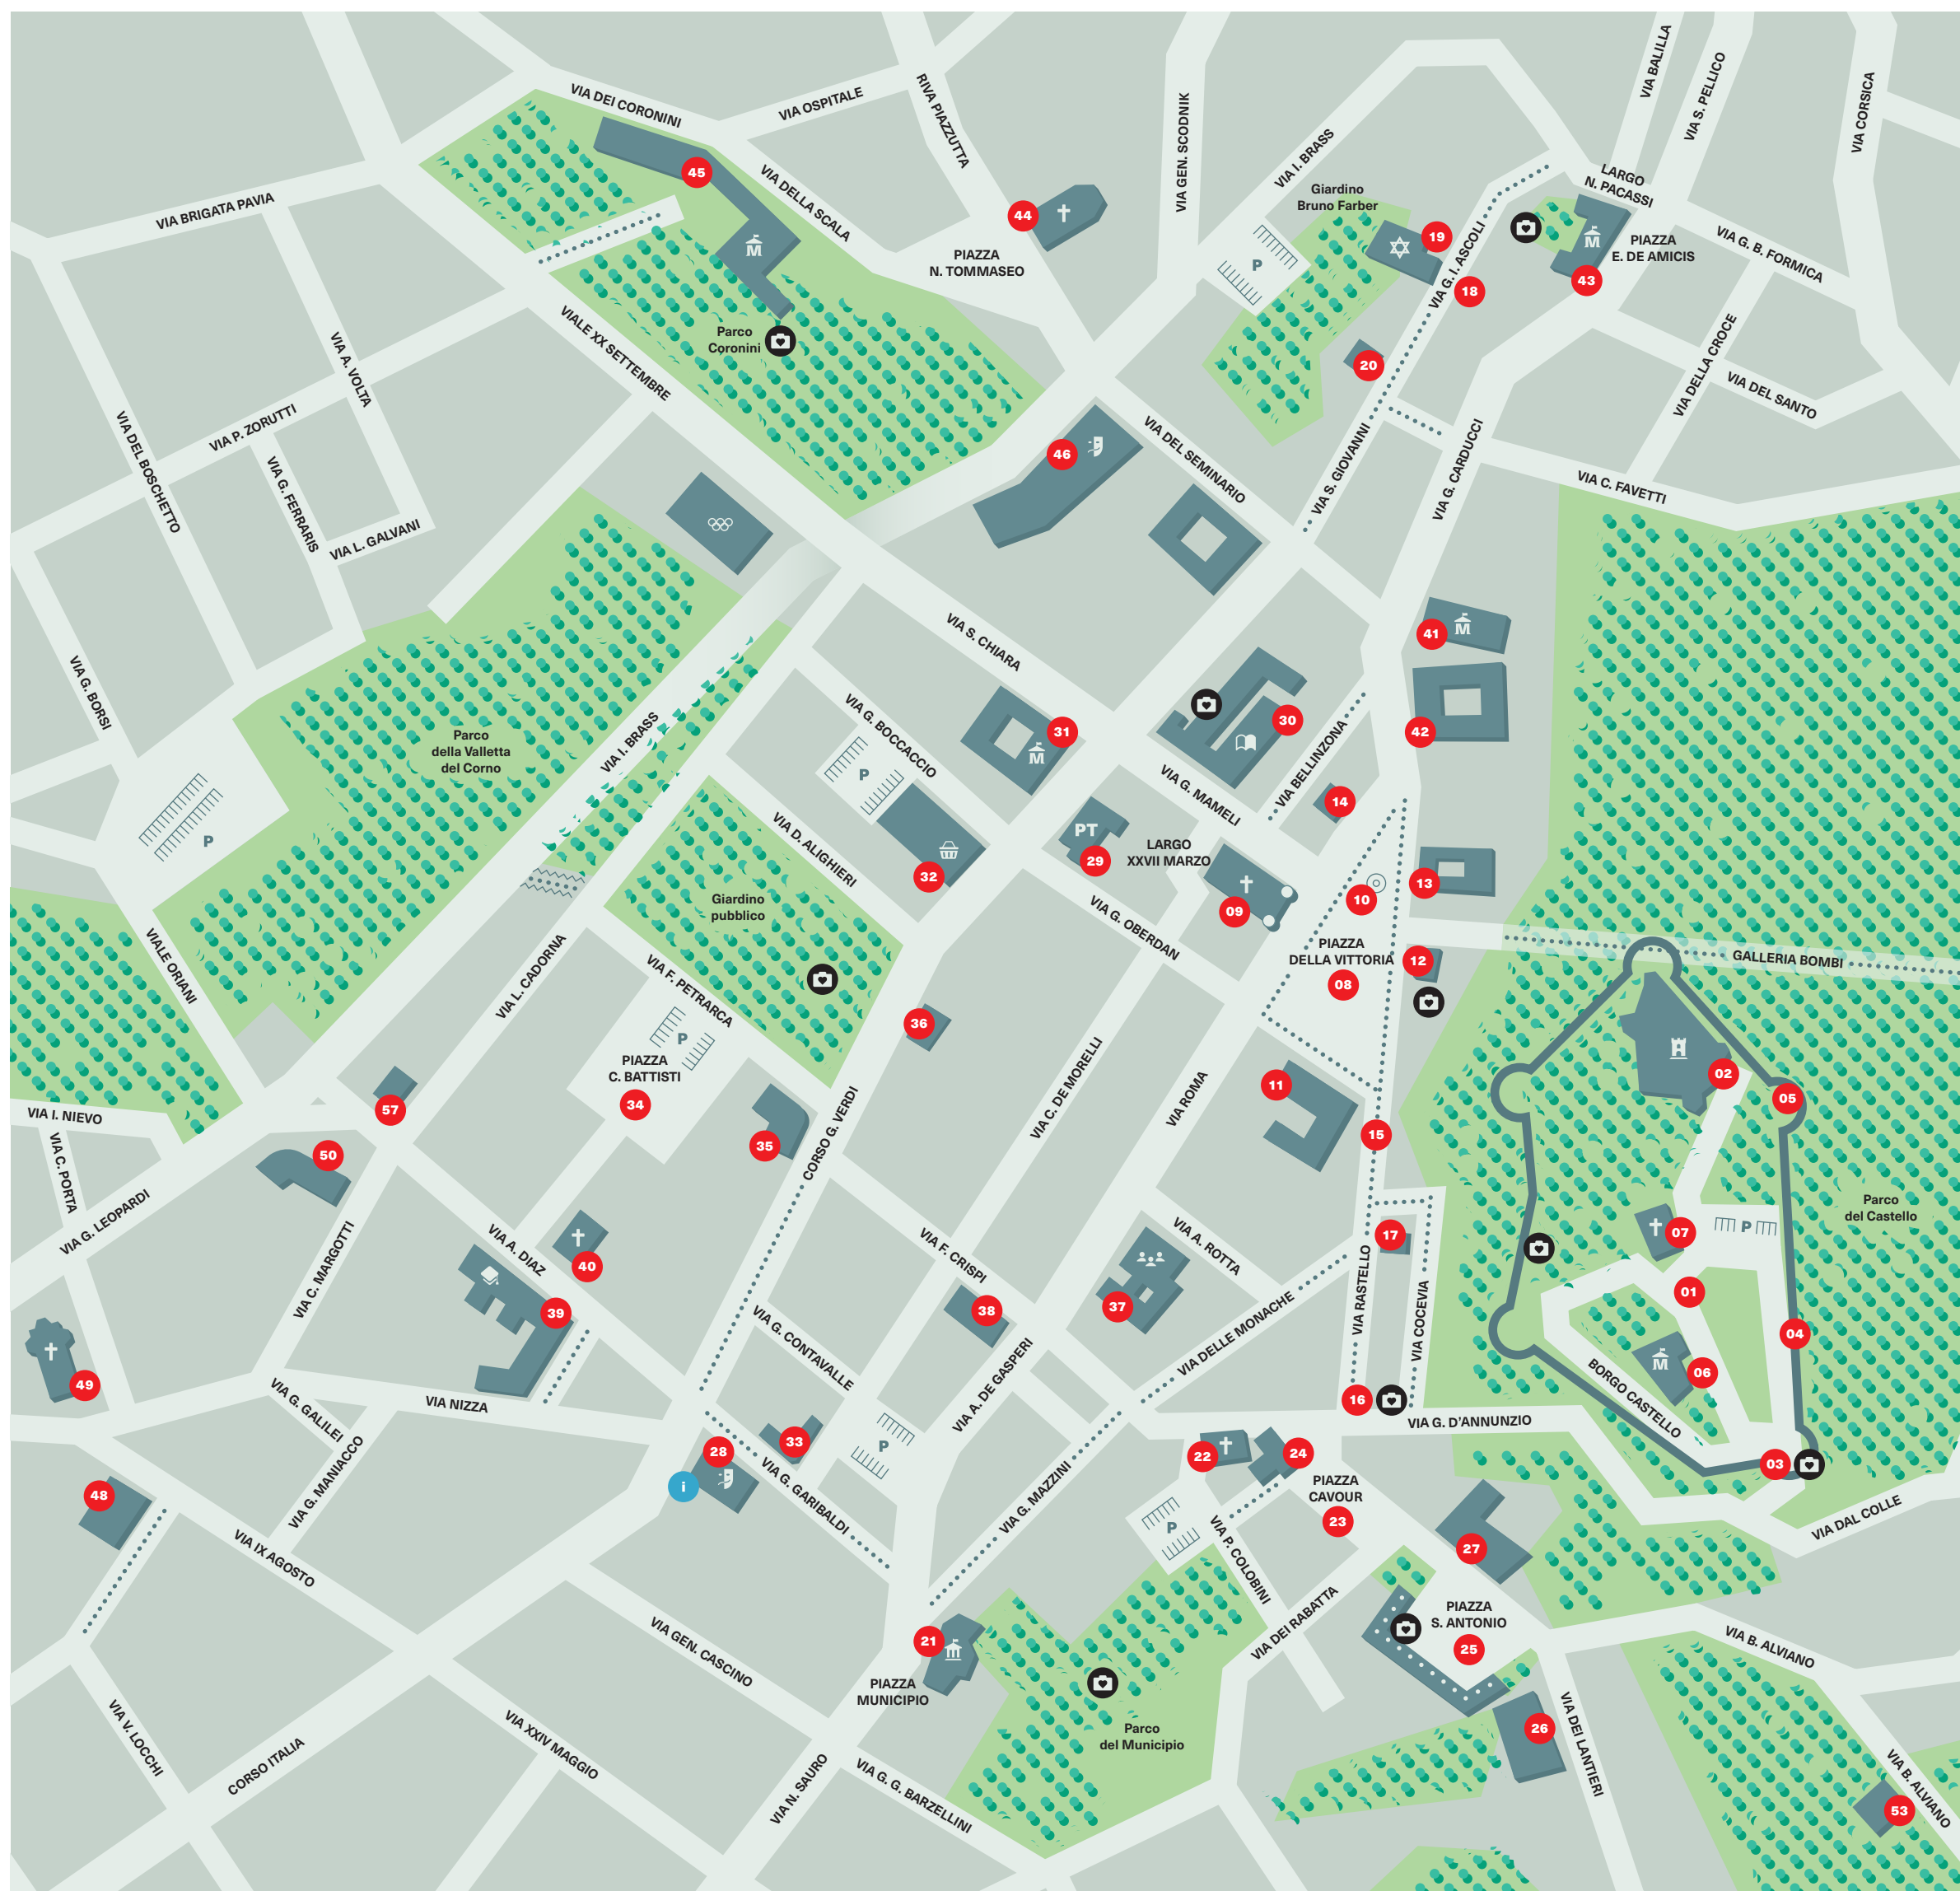 VIA BALILLA
VIA S. PELLICO
VIA CORSICA
VIA DEI CORONINI
VIA OSPITALE
RIVA PIAZZUTTA
VIA GEN. SCODNIK
VIA I. BRASS
45
VIA DELLA SCALA
VIA BRIGATA PAVIA
44
Giardino
Bruno Farber
LARGO
N. PACASSI
M
PIAZZA
N. TOMMASEO
P
19
VIA G. I. ASCOLI
18
M
PIAZZA
E. DE AMICIS
43
VIA G. B. FORMICA
Parco
Coronini
VIALE XX SETTEMBRE
VIA A. VOLTA
20
VIA DELLA CROCE
VIA DEL SANTO
VIA P. ZORUTTI
VIA DEL BOSCHETTO
VIA G. FERRARIS
VIA L. GALVANI
46
VIA DEL SEMINARIO
VIA S. GIOVANNI
VIA G. CARDUCCI
VIA C. FAVETTI
VIA S. CHIARA
41
M
VIA G. BORSI
Parco
della Valletta
del Corno
VIA I. BRASS
VIA G. BOCCACCIO
31
M
30
VIA BELLINZONA
42
P
P
VIA G. MAMELI
14
VIA D. ALIGHIERI
32
PT
29
LARGO
XXVII MARZO
09
10
13
Giardino
pubblico
VIA G. OBERDAN
PIAZZA
DELLA VITTORIA
08
12
GALLERIA BOMBI
VIALE ORIANI
VIA L. CADORNA
VIA F. PETRARCA
P
PIAZZA
C. BATTISTI
34
36
VIA C. DE MORELLI
VIA ROMA
11
02
05
57
VIA I. NIEVO
VIA C. PORTA
50
35
CORSO G. VERDI
15
VIA G. LEOPARDI
VIA C. MARGOTTI
VIA A. DIAZ
40
39
VIA F. CRISPI
VIA A. ROTTA
17
07
P
Parco
del Castello
01
04
37
38
VIA DELLE MONACHE
VIA RASTELLO
VIA COCEVIA
M
06
BORGO CASTELLO
49
VIA G. GALILEI
VIA NIZZA
VIA G. CONTAVALLE
VIA A. DE GASPERI
16
VIA G. D'ANNUNZIO
03
28
33
P
i
VIA G. MANIACCO
VIA G. GARIBALDI
VIA G. MAZZINI
22
24
PIAZZA
CAVOUR
23
48
VIA IX AGOSTO
P
VIA P. COLOBINI
27
VIA DAL COLLE
VIA DEI RABATTA
PIAZZA
S. ANTONIO
25
21
PIAZZA
MUNICIPIO
VIA GEN. CASCINO
Parco
del Municipio
VIA B. ALVIANO
26
VIA DEI LANTIERI
VIA V. LOCCHI
CORSO ITALIA
VIA XXIV MAGGIO
VIA N. SAURO
VIA G. G. BARZELLINI
VIA B. ALVIANO
53